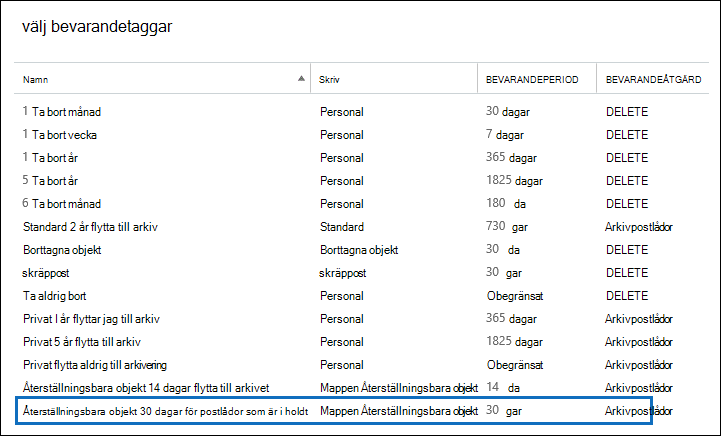 välj bevarandetaggar
Namn Skriv BEVARANDEPERIOD BEVARANDEÅTGÄRD
1 Ta bort månad Personal 30 dagar DELETE
1 Ta bort vecka Personal 7 dagar DELETE
1 Ta bort år Personal 365 dagar DELETE
5 Ta bort år Personal 1825 dagar DELETE
6 Ta bort månad Personal 180 da DELETE
Standard 2 år flytta till arkiv Standard 730 gar Arkivpostlådor
Borttagna objekt Borttagna objekt 30 da DELETE
skräppost skräppost 30 gar DELETE
Ta aldrig bort Personal Obegränsat DELETE
Privat I år flyttar jag till arkiv Personal 365 dagar Arkivpostlådor
Privat 5 år flytta till arkiv Personal 1825 dagar Arkivpostlådor
Privat flytta aldrig till arkivering Personal Obegränsat Arkivpostlådor
Återställningsbara objekt 14 dagar flytta till arkivet Mappen Återställningsbara objekt 14 da Arkivpostlådor
Återställningsbara objekt 30 dagar för postlådor som är i holdt Mappen Återställningsbara objekt 30 gar Arkivpostlådor